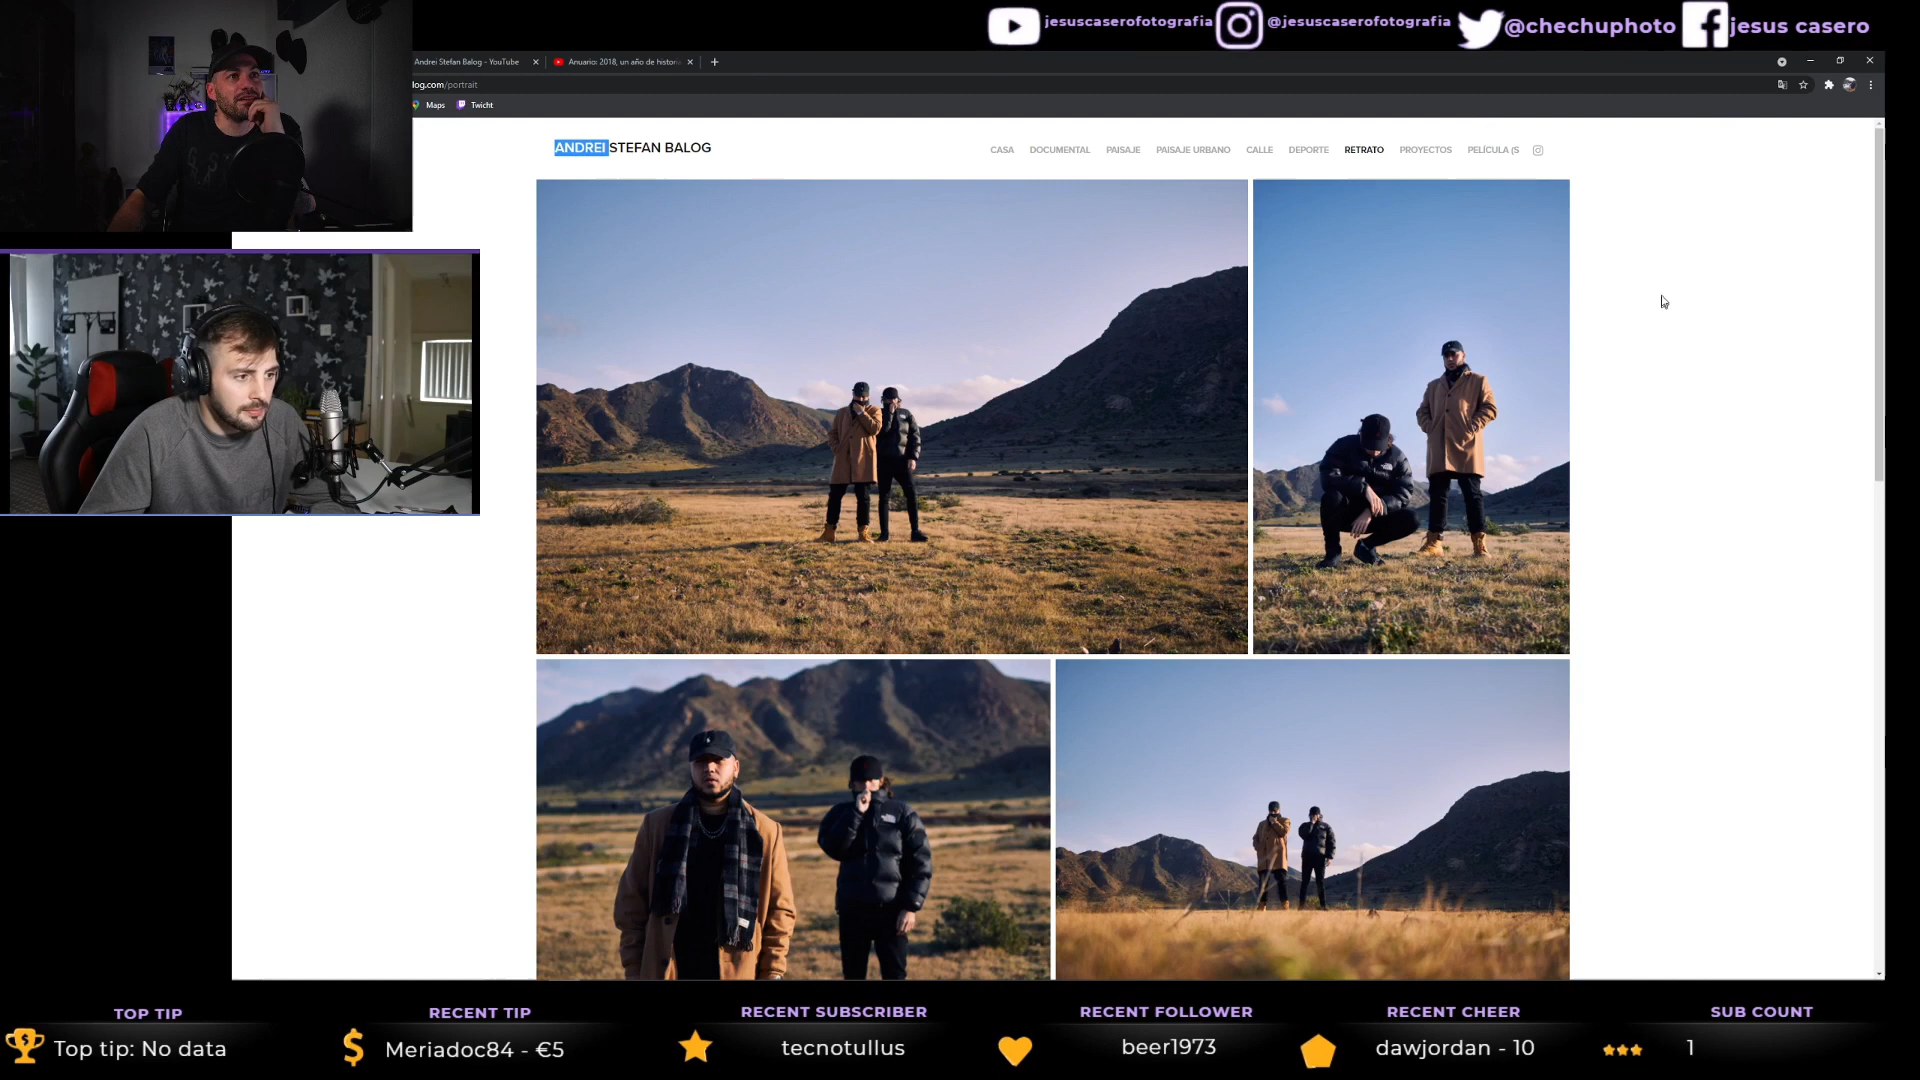 jesuscaserofotografia @jesuscaserofotografia @chechuphoto jesus casero
Andrei Stefan Balog - YouTube Anuario: 2018, un año de histori
log.com/portrait
Maps Twicht
ANDREI STEFAN BALOG
CASA DOCUMENTAL PAISAJE PAISAJE URBANO CALLE DEPORTE RETRATO PROYECTOS PELÍCULA (S
TOP TIP
Top tip: No data
RECENT TIP
Meriadoc84 - €5
RECENT SUBSCRIBER
tecnotullus
RECENT FOLLOWER
beer1973
RECENT CHEER
dawjordan - 10
SUB COUNT
1